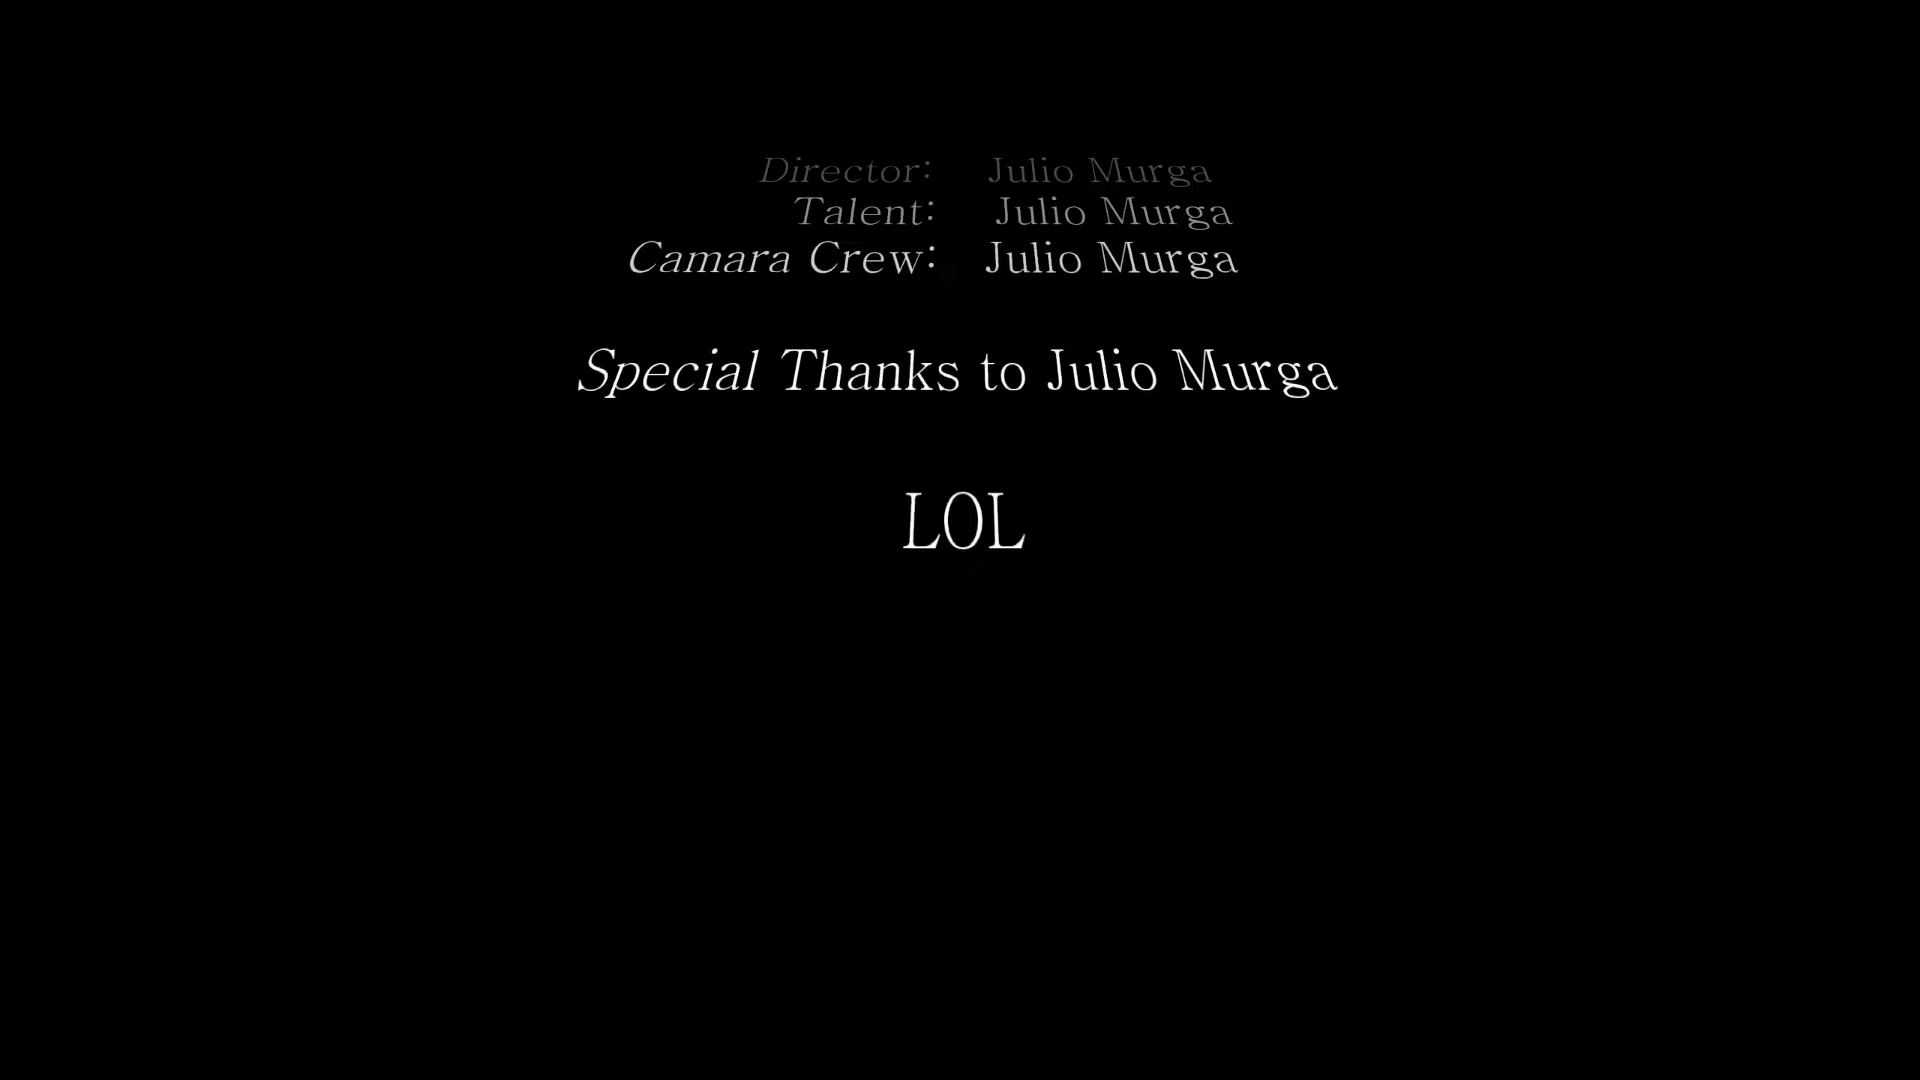 Director: Julio Murga
Talent: Julio Murga
Camara Crew: Julio Murga
Special Thanks to Julio Murga
LOL